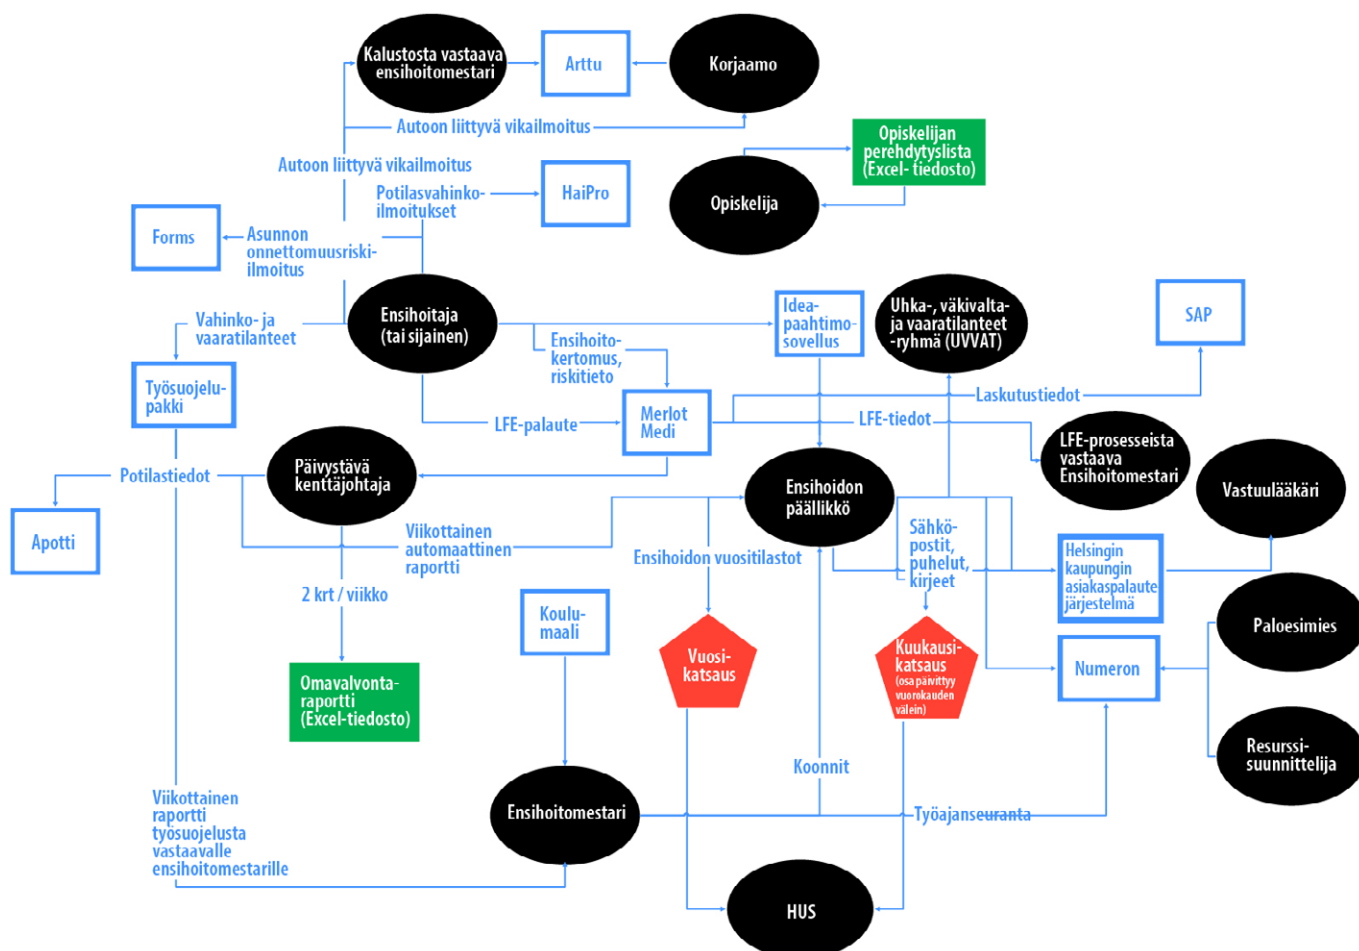 Kalustosta vastaava
ensihoitomestari
Arttu
Korjaamo
Autoon liittyvä vikailmoitus
Autoon liittyvä vikailmoitus
Opiskelijan
perehdytyslista
(Excel- tiedosto)
Potilasvahinko-
ilmoitukset
HaiPro
Opiskelija
Forms
Asunnon
onnettomuusriski-
ilmoitus
Ensihoitaja
(tai sijainen)
Idea-
paahtimo-
sovellus
Uhka-, väkivalta-
ja vaaratilanteet
-ryhmä (UVVAT)
SAP
Vahinko- ja
vaaratilanteet
Ensihoito-
kertomus,
riskitieto
Työsuojelu-
pakki
LFE-palaute
Merlot
Medi
Laskutustiedot
LFE-tiedot
LFE-prosesseista
vastaava
Ensihoitomestari
Potilastiedot
Päivystävä
kenttäjohtaja
Ensihoidon
päällikkö
Vastuulääkäri
Apotti
Viikottainen
automaattinen
raportti
Ensihoidon vuositilastot
Sähkö-
postit,
puhelut,
kirjeet
Helsingin
kaupungin
asiakaspalaute
järjestelmä
2 krt / viikko
Koulu-
maali
Paloesimies
Omavalvonta-
raportti
(Excel-tiedosto)
Vuosi-
katsaus
Kuukausi-
katsaus
(osa päivittyy
vuorokauden
välein)
Numeron
Resurssi-
suunnittelija
Koonnit
Viikottainen
raportti
työsuojelusta
vastaavalle
ensihoitomestarille
Ensihoitomestari
Työajanseuranta
HUS